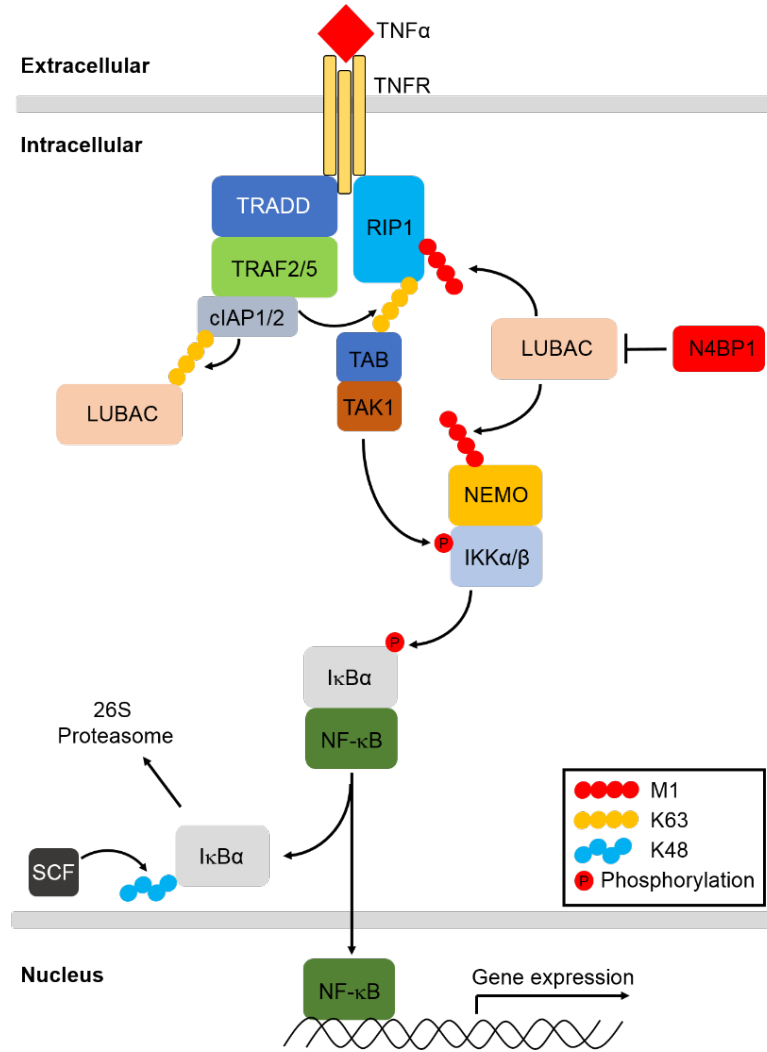 TNFα
Extracellular
TNFR
Intracellular
TRADD
RIP1
TRAF2/5
cIAP1/2
LUBAC
N4BP1
TAB
LUBAC
TAK1
NEMO
P
IKKα/β
P
IκBα
26S
Proteasome
NF-κB
M1
K63
IκBα
K48
SCF
P Phosphorylation
Nucleus
Gene expression
NF-κB